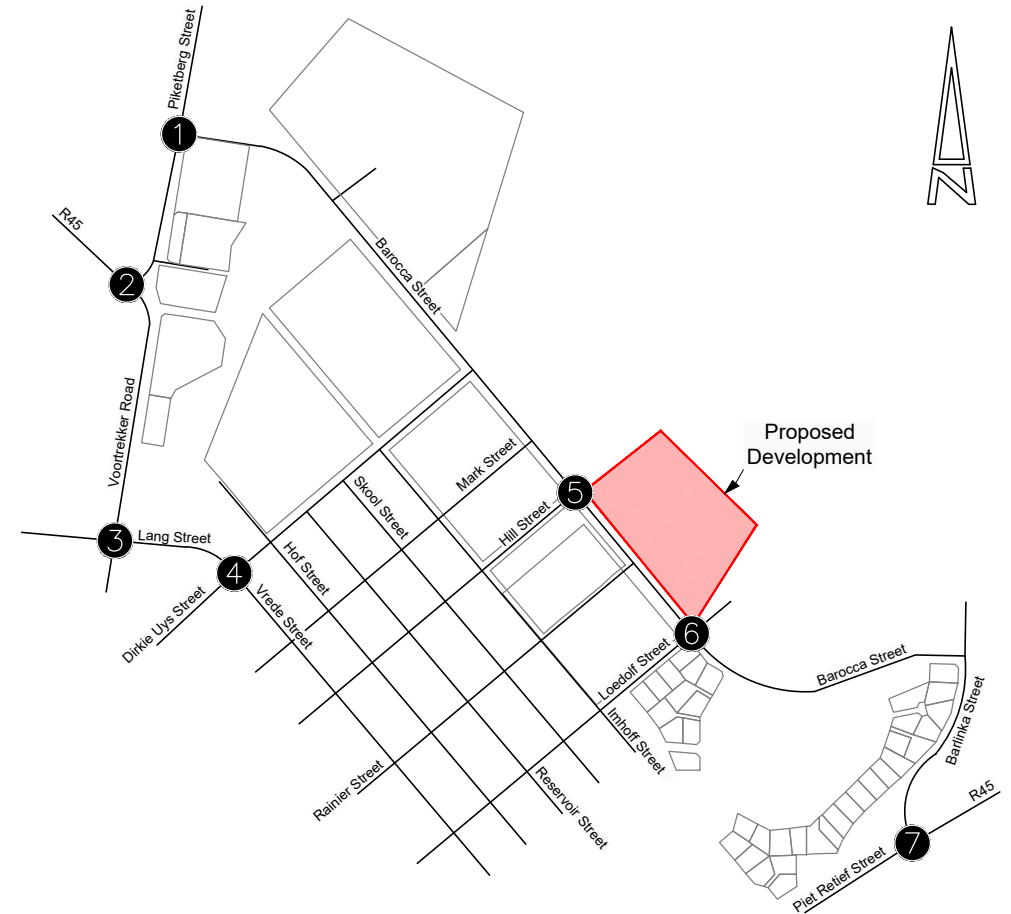 Piketberg Street
1
R45
2
Barocca Street
N
Voortrekker Road
Proposed
Development
Mark Street
5
Skool Street
Hill Street
3
Lang Street
4
Hof Street
Dirkie Uys Street
Vrede Street
6
Loedolf Street
Barocca Street
Imhoff Street
Barlinka Street
Rainier Street
Reservoir Street
R45
7
Piet Retief Street